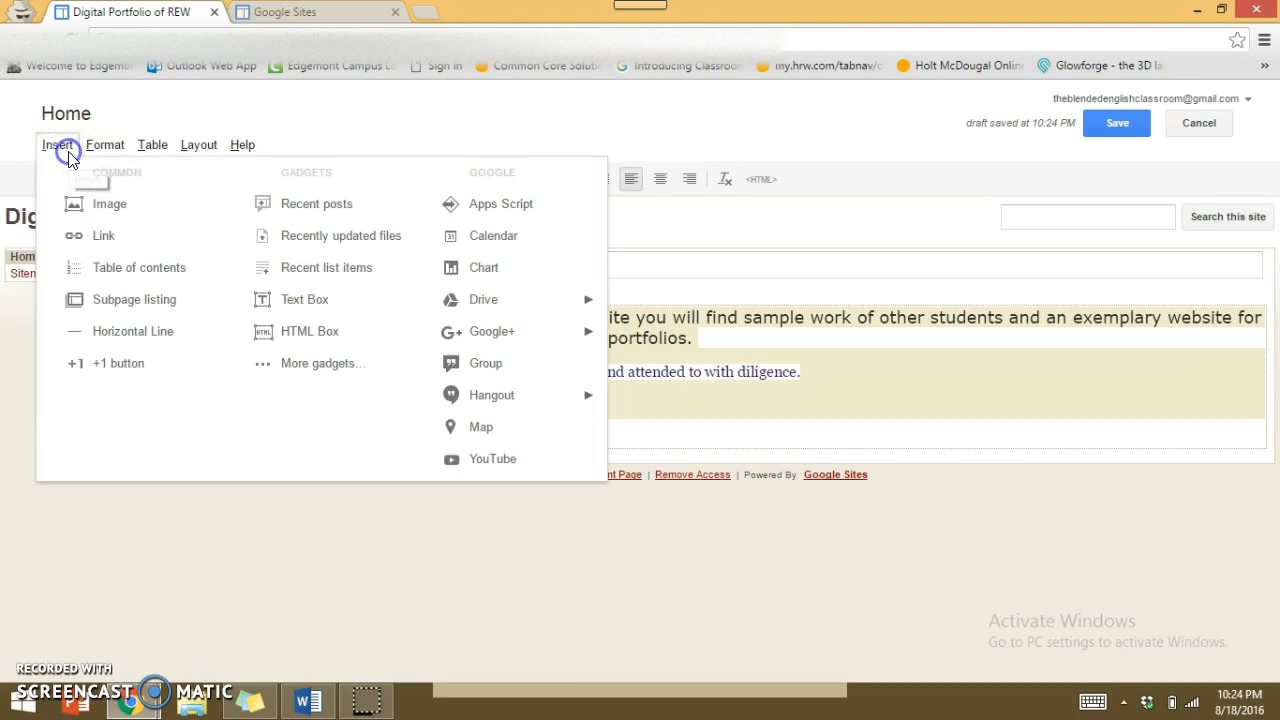 Digital Portfolio of REW
Google Sites
Welcome to Edgemo
Outlook Web App
Edgemont Campus L
Sign In
Common Core Soluti
Introducing Classroo
my.hrw.com/tabnav/
Holt McDougal Onlin
Glowforge - the 3D la
»
Home
theblendedenglishclassroom@gmail.com
draft saved at 10:24 PM
Save
Cancel
Insert Format Table Layout Help
COMMON
Image
Link
Table of contents
Subpage listing
Horizontal Line
+1 +1 button
GADGETS
Recent posts
Recently updated files
Recent list items
Text Box
HTML HTML Box
More gadgets...
GOOGLE
Apps Script
31 Calendar
Chart
Drive
G+ Google+
Group
Hangout
Map
YouTube
<HTML>
Dig
Search this site
Hom
Sitem
ite you will find sample work of other students and an exemplary website for
portfolios.
nd attended to with diligence.
nt Page | Remove Access | Powered By Google Sites
Activate Windows
Go to PC settings to activate Windows.
RECORDED WITH
SCREENCAST MATIC
10:24 PM
8/18/2016